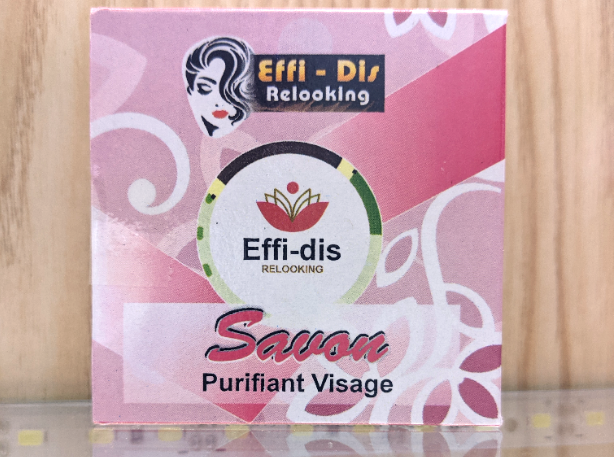 Effi - Dis
Relooking
Effi-dis
RELOOKING
Savon
Purifiant Visage